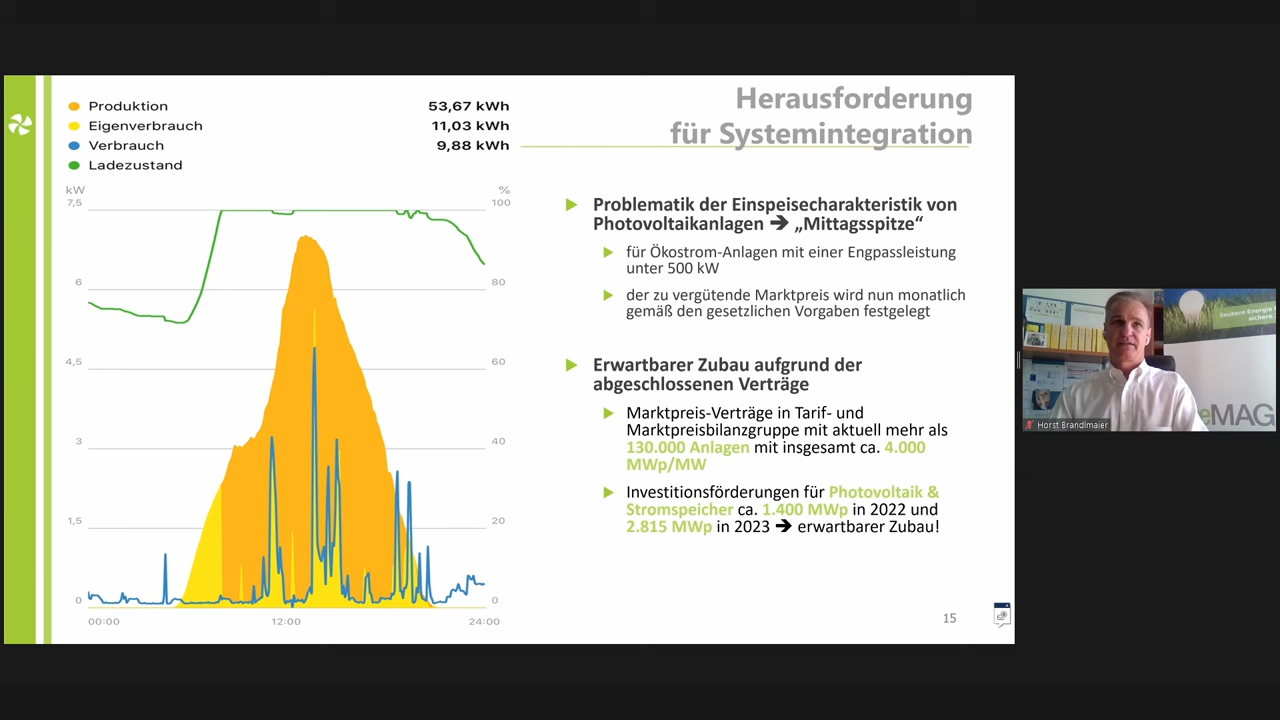 Produktion 53,67 kWh
Eigenverbrauch 11,03 kWh
Verbrauch 9,88 kWh
Ladezustand
kW %
7,5 100
6 80
4,5 60
3 40
1,5 20
0 0
00:00 12:00 24:00
Herausforderung
für Systemintegration
Problematik der Einspeisecharakteristik von
Photovoltaikanlagen ➔ „Mittagsspitze“
für Ökostrom-Anlagen mit einer Engpassleistung
unter 500 kW
der zu vergütende Marktpreis wird nun monatlich
gemäß den gesetzlichen Vorgaben festgelegt
Erwartbarer Zubau aufgrund der
abgeschlossenen Verträge
Marktpreis-Verträge in Tarif- und
Marktpreisbilanzgruppe mit aktuell mehr als
130.000 Anlagen mit insgesamt ca. 4.000
MWp/MW
Investitionsförderungen für Photovoltaik &
Stromspeicher ca. 1.400 MWp in 2022 und
2.815 MWp in 2023 ➔ erwartbarer Zubau!
15
Saubere Energie
sichere
eMAG
Horst Brandlmaier